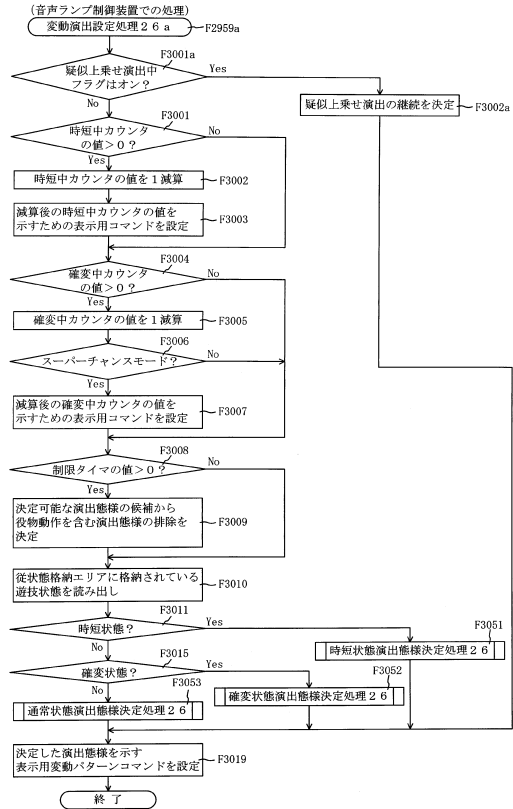 (音声ランプ制御装置での処理)
変動演出設定処理26a
F2959a
F3001a
疑似上乗せ演出中
フラグはオン?
Yes
No
疑似上乗せ演出の継続を決定
F3002a
F3001
時短中カウンタ
の値>0?
No
Yes
時短中カウンタの値を1減算
F3002
減算後の時短中カウンタの値を
示すための表示用コマンドを設定
F3003
F3004
確変中カウンタ
の値>0?
No
Yes
確変中カウンタの値を1減算
F3005
F3006
スーパーチャンスモード?
No
Yes
減算後の確変中カウンタの値を
示すための表示用コマンドを設定
F3007
F3008
制限タイマの値>0?
No
Yes
決定可能な演出態様の候補から
役物動作を含む演出態様の排除を
決定
F3009
従状態格納エリアに格納されている
遊技状態を読み出し
F3010
F3011
時短状態?
Yes
No
F3051
時短状態演出態様決定処理26
F3015
確変状態?
Yes
No
F3052
確変状態演出態様決定処理26
F3053
通常状態演出態様決定処理26
決定した演出態様を示す
表示用変動パターンコマンドを設定
F3019
終了